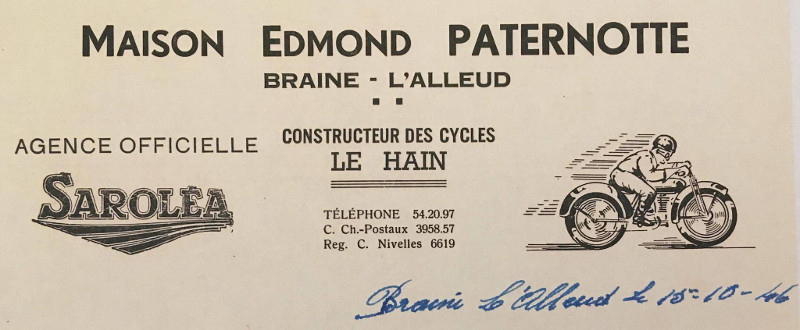 MAISON EDMOND PATERNOTTE
BRAINE - L'ALLEUD
AGENCE OFFICIELLE
SAROLÉA
CONSTRUCTEUR DES CYCLES
LE HAIN
TÉLÉPHONE 54.20.97
C. Ch.-Postaux 3958.57
Reg. C. Nivelles 6619
Braine L'Alleud le 15-10-46